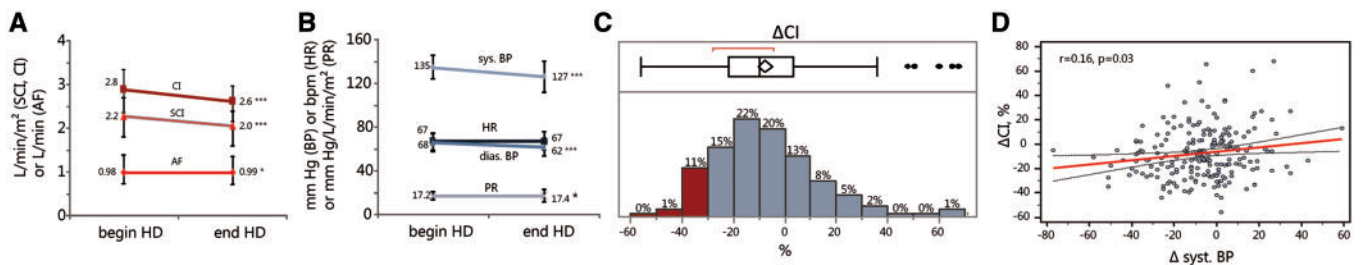 A
L/min/m² (SCI, CI)
or L/min (AF)
4
3
2
1
0
2.8
CI
2.6 ***
2.2
SCI
2.0 ***
AF
0.98
0.99 *
begin HD
end HD
B
mm Hg (BP) or bpm (HR)
or mm Hg/L/min/m² (PR)
160
120
80
40
0
sys. BP
135
127 ***
67
HR
67
68
dias. BP
62 ***
PR
17.2
17.4 *
begin HD
end HD
C
ΔCI
0%
1%
11%
15%
22%
20%
13%
8%
5%
2%
0%
0%
1%
-60
-40
-20
0
20
40
60
%
D
ΔCI, %
80
60
40
20
0
-20
-40
-60
r=0.16, p=0.03
-80
-60
-40
-20
0
20
40
60
Δ syst. BP